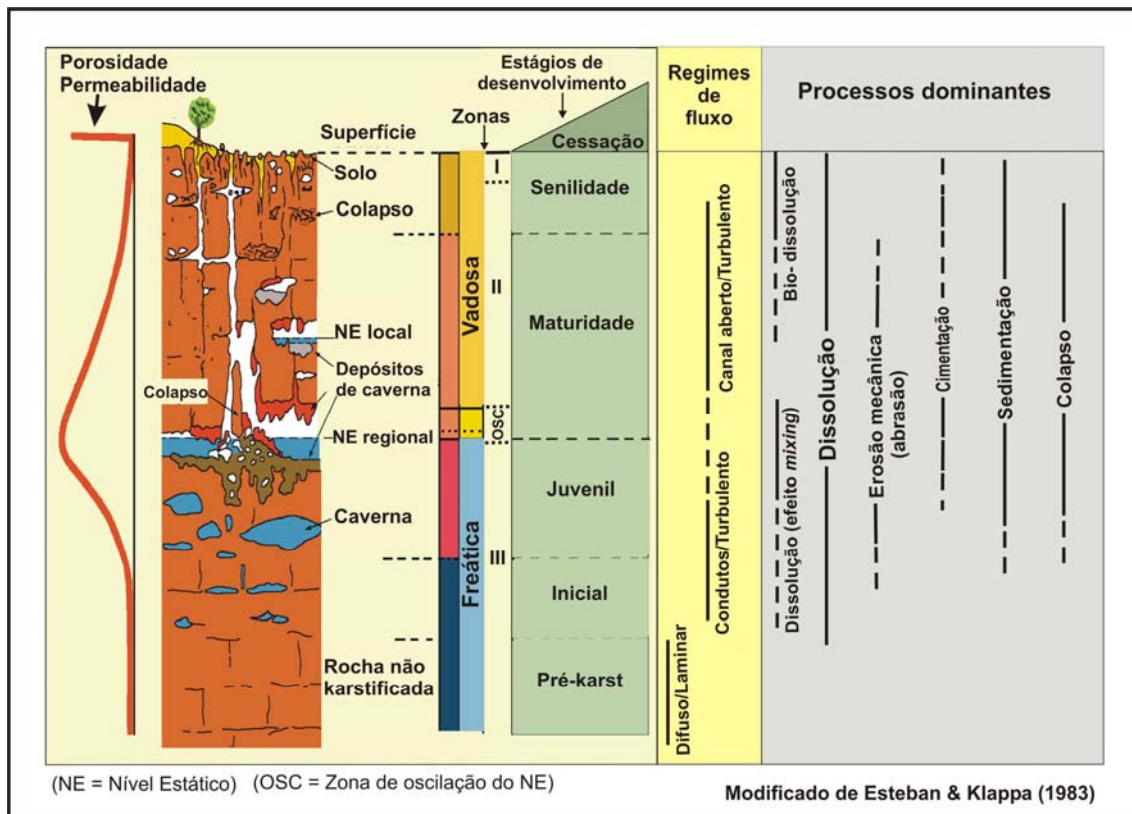 Porosidade
Permeabilidade
Superfície
Solo
Colapso
NE local
Depósitos
de caverna
Colapso
NE regional
Caverna
Rocha não
karstificada
Estágios de
desenvolvimento
Zonas
I
II
OSC
III
Vadosa
Freática
Cessação
Senilidade
Maturidade
Juvenil
Inicial
Pré-karst
Regimes
de
fluxo
Difuso/Laminar
Condutos/Turbulento
Canal aberto/Turbulento
Processos dominantes
Bio- dissolução
Dissolução (efeito mixing)
Dissolução
Erosão mecânica
(abrasão)
Cimentação
Sedimentação
Colapso
(NE = Nível Estático) (OSC = Zona de oscilação do NE)
Modificado de Esteban & Klappa (1983)